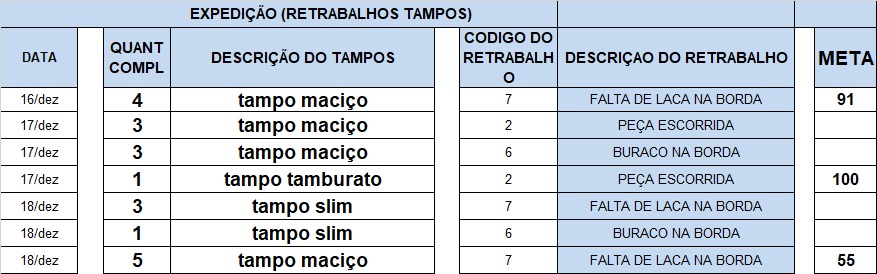 EXPEDIÇÃO (RETRABALHOS TAMPOS)
DATA QUANT COMPL DESCRIÇÃO DO TAMPOS CODIGO DO RETRABALHO DESCRIÇAO DO RETRABALHO META
16/dez 4 tampo maciço 7 FALTA DE LACA NA BORDA 91
17/dez 3 tampo maciço 2 PEÇA ESCORRIDA
17/dez 3 tampo maciço 6 BURACO NA BORDA
17/dez 1 tampo tamburato 2 PEÇA ESCORRIDA 100
18/dez 3 tampo slim 7 FALTA DE LACA NA BORDA
18/dez 1 tampo slim 6 BURACO NA BORDA
18/dez 5 tampo maciço 7 FALTA DE LACA NA BORDA 55